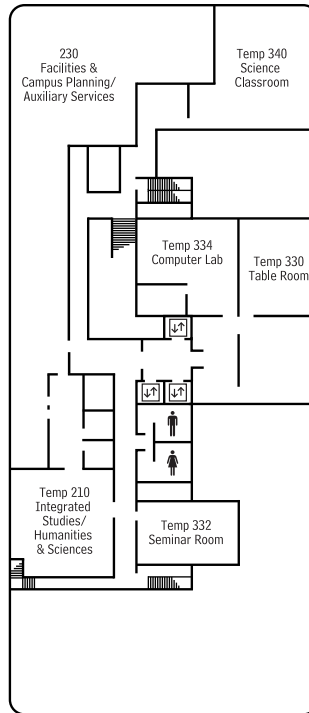 230
Facilities &
Campus Planning/
Auxiliary Services
Temp 340
Science
Classroom
Temp 334
Computer Lab
Temp 330
Table Room
Temp 210
Integrated
Studies/
Humanities
& Sciences
Temp 332
Seminar Room